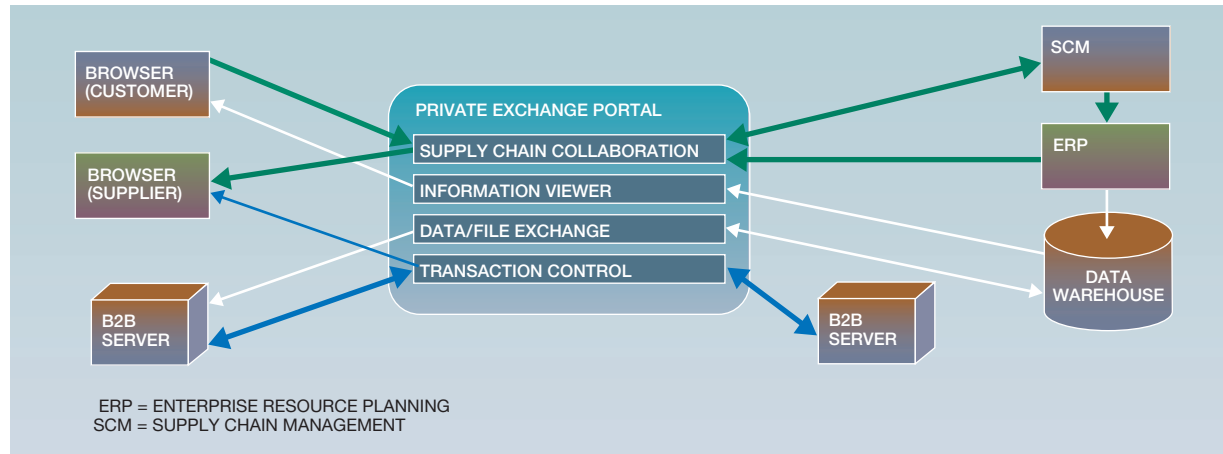 BROWSER
(CUSTOMER)
BROWSER
(SUPPLIER)
B2B
SERVER
PRIVATE EXCHANGE PORTAL
SUPPLY CHAIN COLLABORATION
INFORMATION VIEWER
DATA/FILE EXCHANGE
TRANSACTION CONTROL
B2B
SERVER
SCM
ERP
DATA
WAREHOUSE
ERP = ENTERPRISE RESOURCE PLANNING
SCM = SUPPLY CHAIN MANAGEMENT